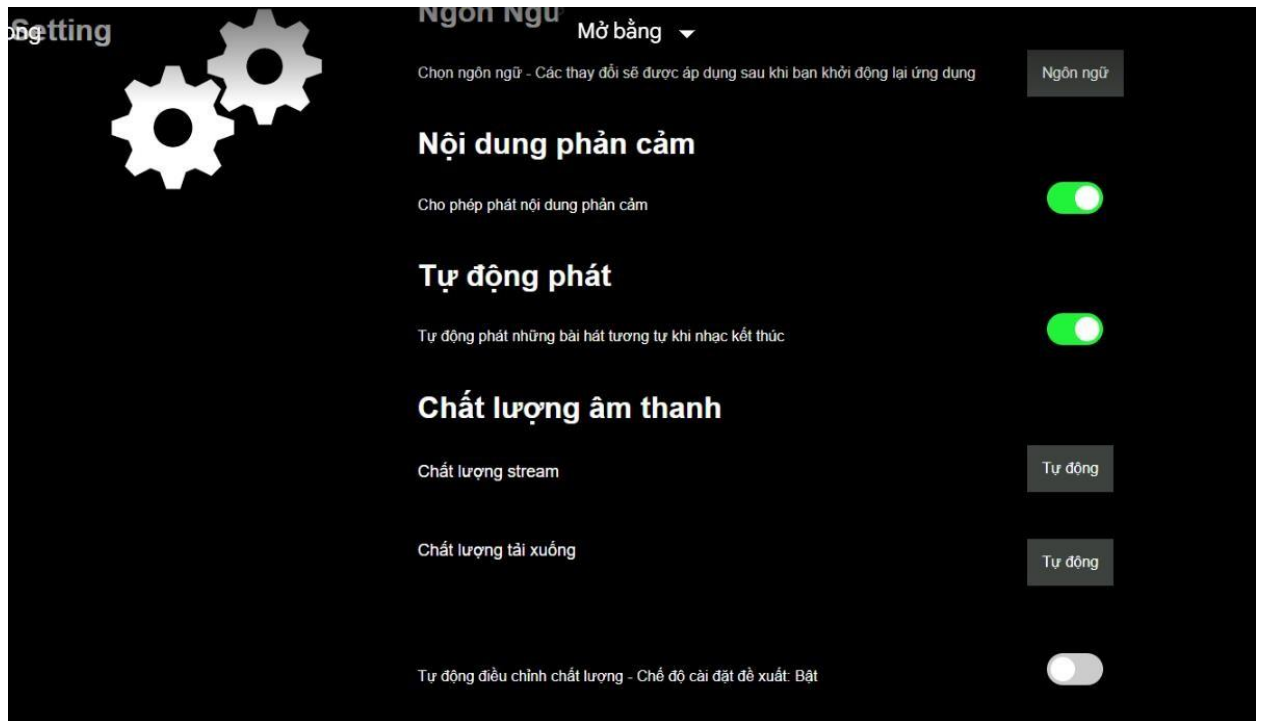 Setting
ong
Ngôn Ngữ
Mở bằng
Chọn ngôn ngữ - Các thay đổi sẽ được áp dụng sau khi bạn khởi động lại ứng dụng
Ngôn ngữ
Nội dung phản cảm
Cho phép phát nội dung phản cảm
Tự động phát
Tự động phát những bài hát tương tự khi nhạc kết thúc
Chất lượng âm thanh
Chất lượng stream
Tự động
Chất lượng tải xuống
Tự động
Tự động điều chỉnh chất lượng - Chế độ cài đặt đề xuất: Bật